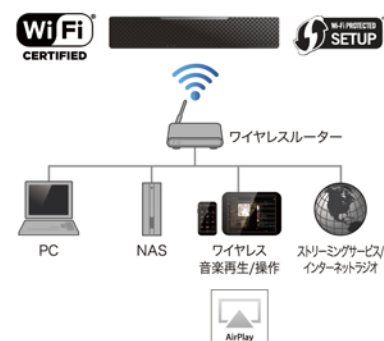 Wi Fi
CERTIFIED
WI-FI PROTECTED
SETUP
ワイヤレスルーター
PC
NAS
ワイヤレス
音楽再生/操作
ストリーミングサービス/
インターネットラジオ
AirPlay